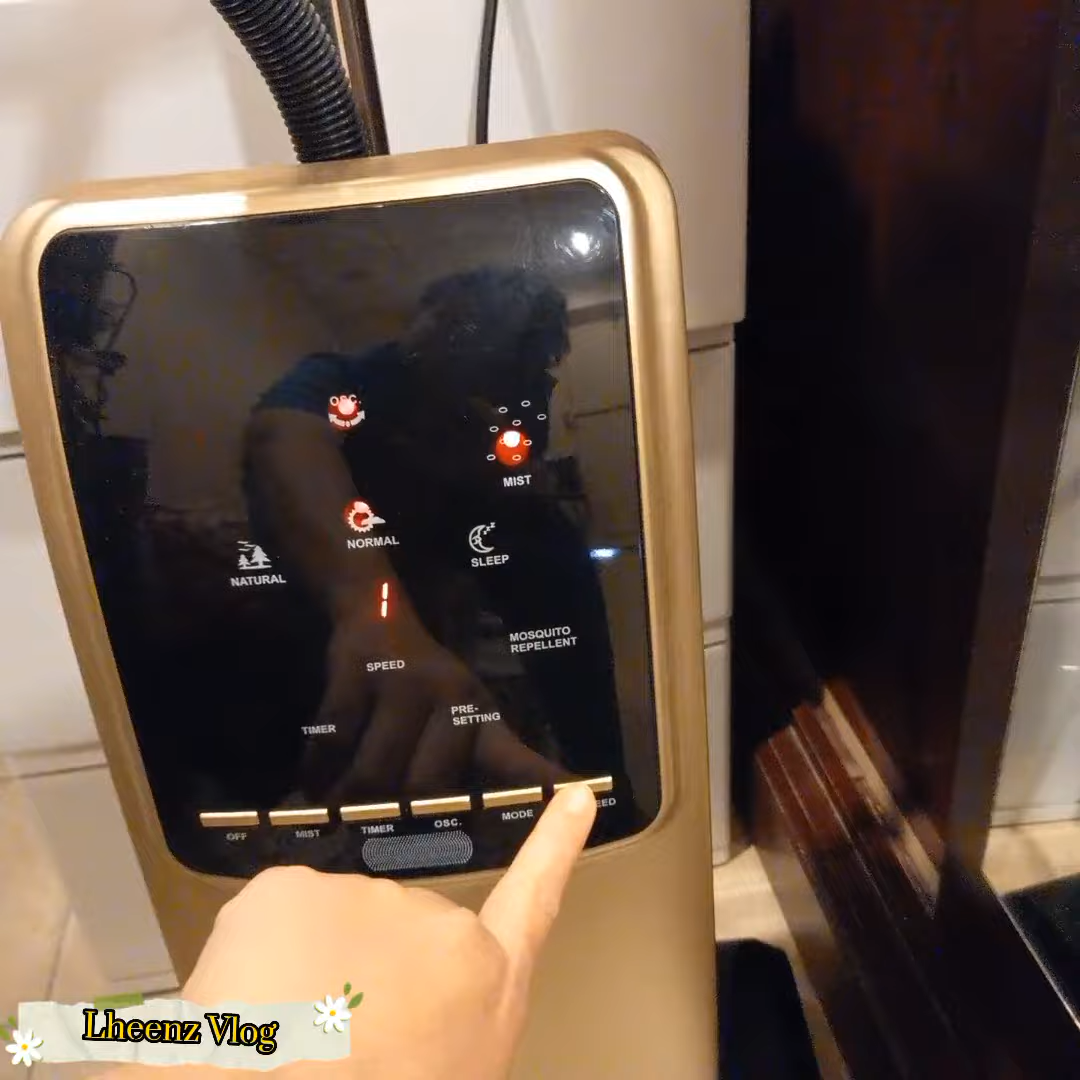 OSC.
MIST
NORMAL
SLEEP
NATURAL
1
MOSQUITO
REPELLENT
SPEED
PRE-
SETTING
TIMER
OFF
MIST
TIMER
OSC.
MODE
EED
Lheenz Vlog